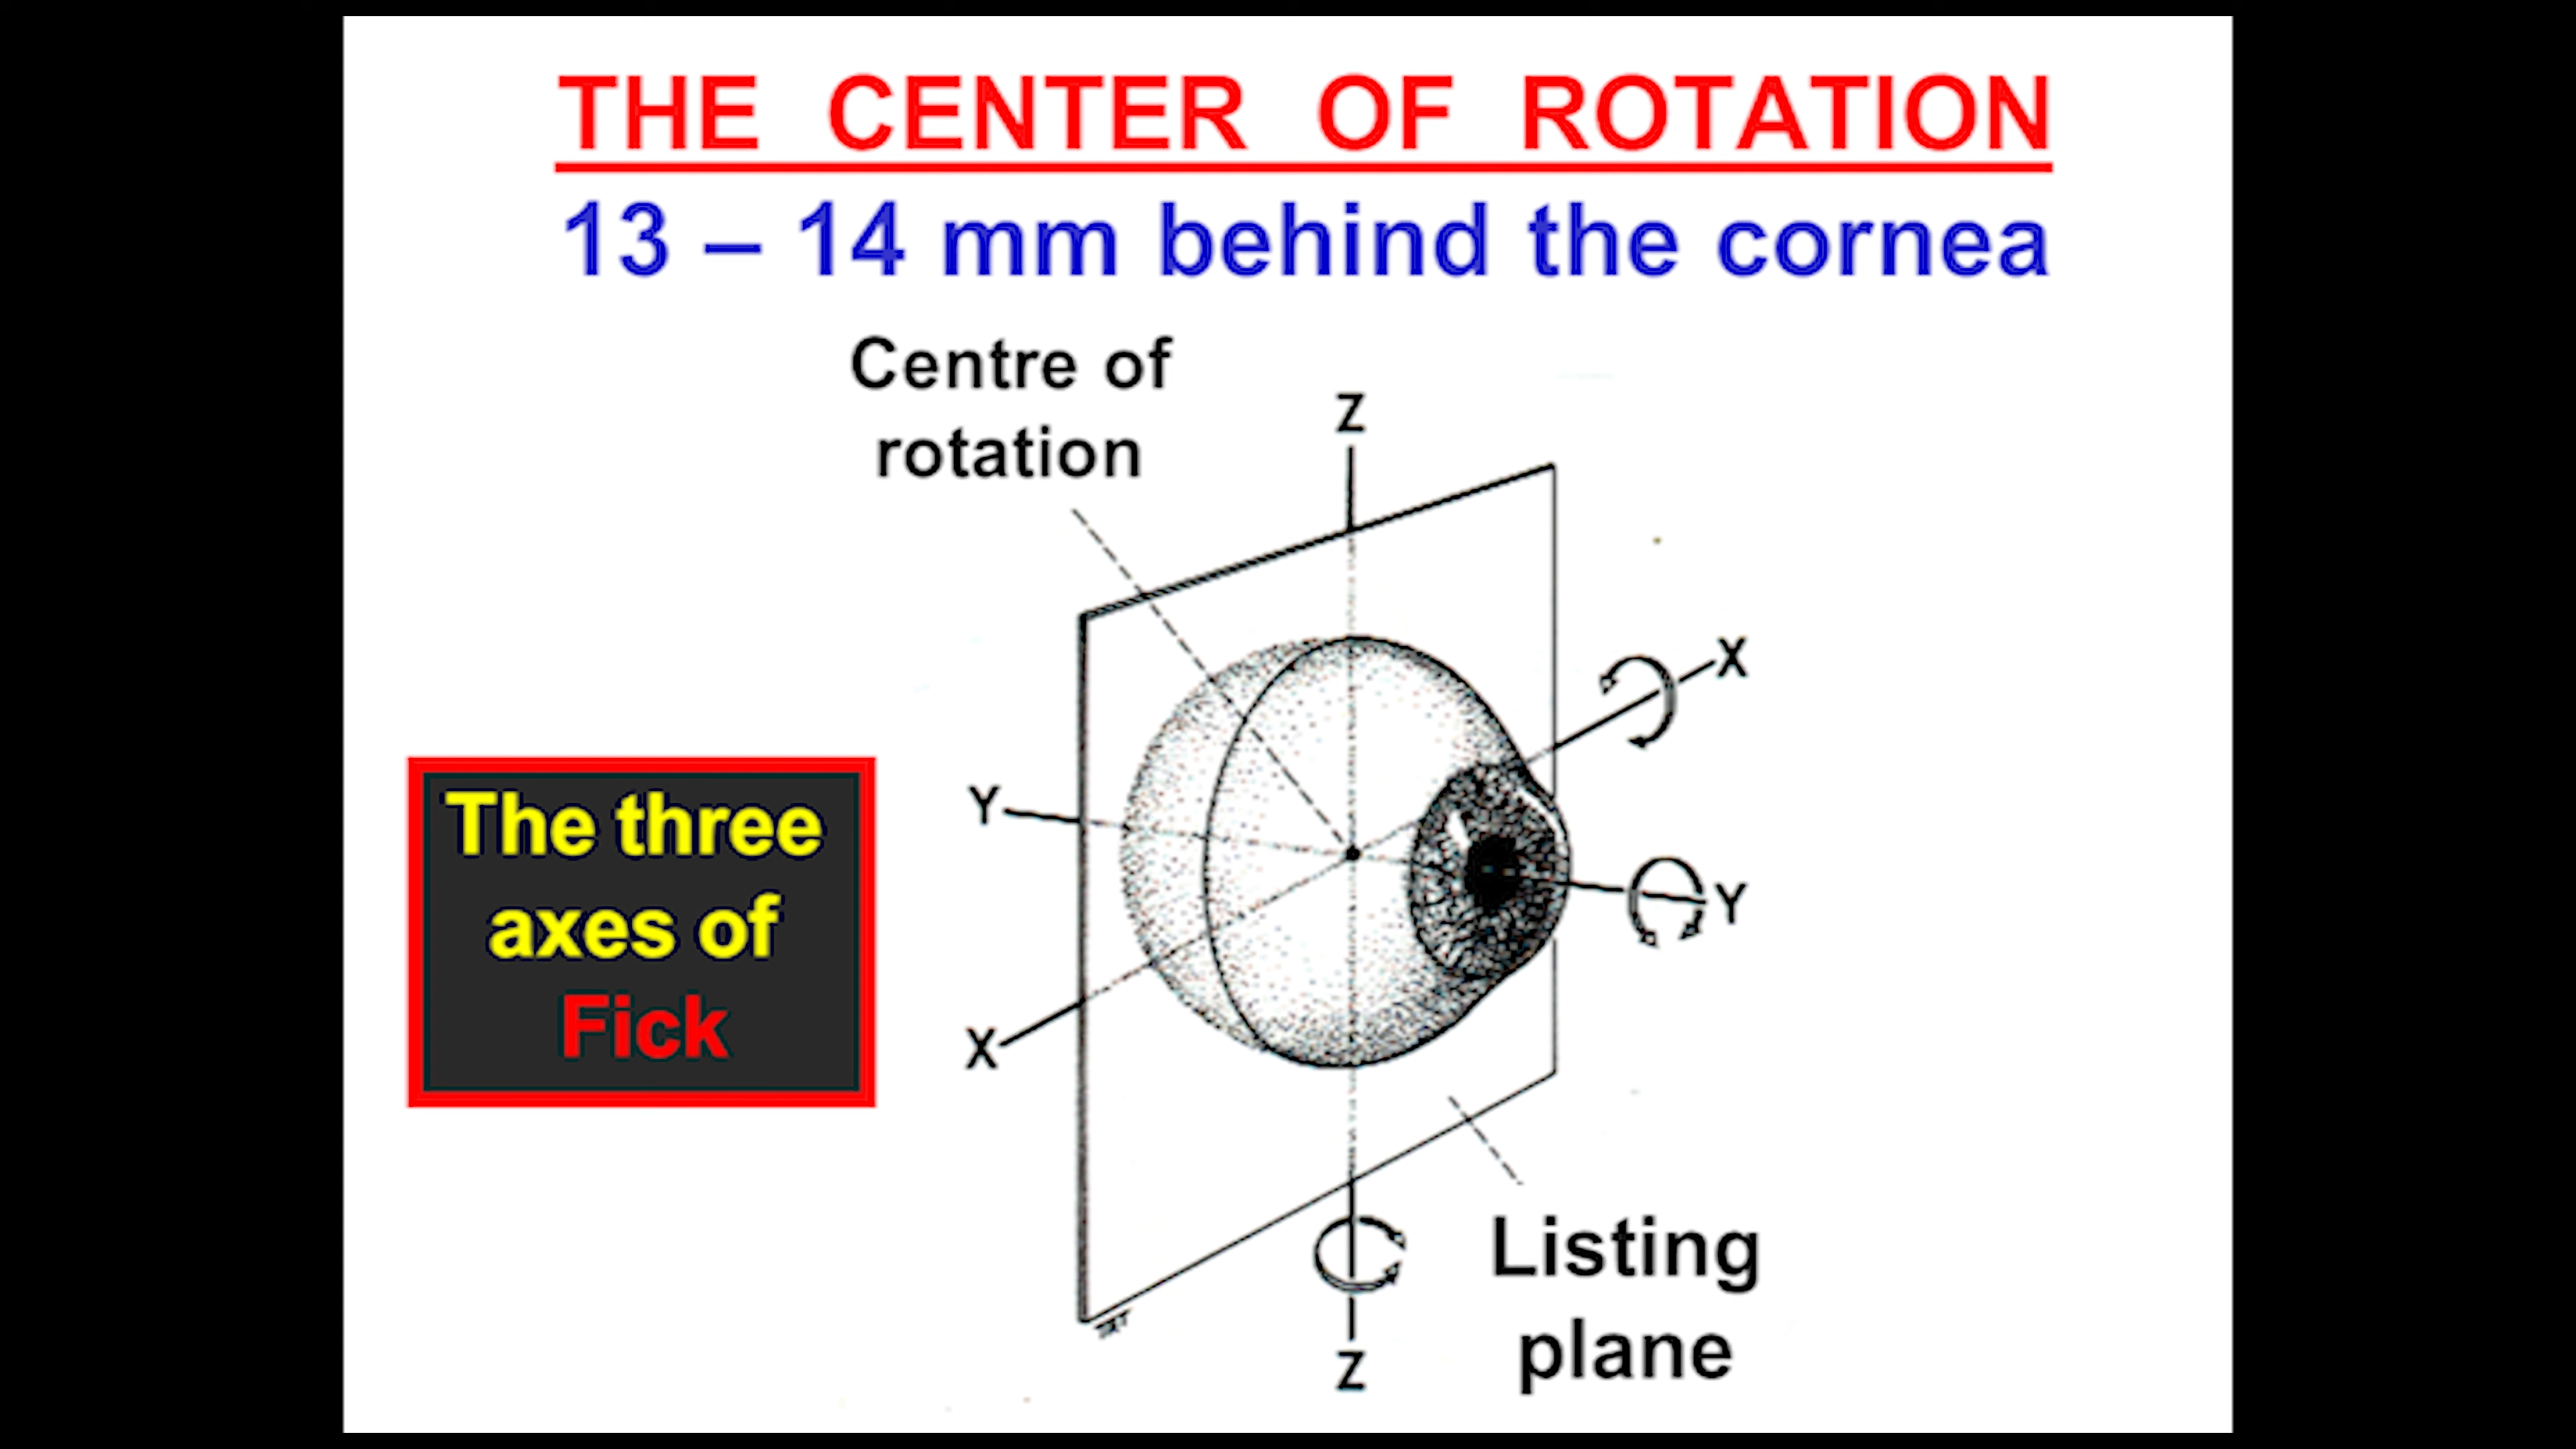 THE CENTER OF ROTATION
13 – 14 mm behind the cornea
Centre of
rotation
Z
X
Y
Y
X
The three
axes of
Fick
Listing
plane
Z